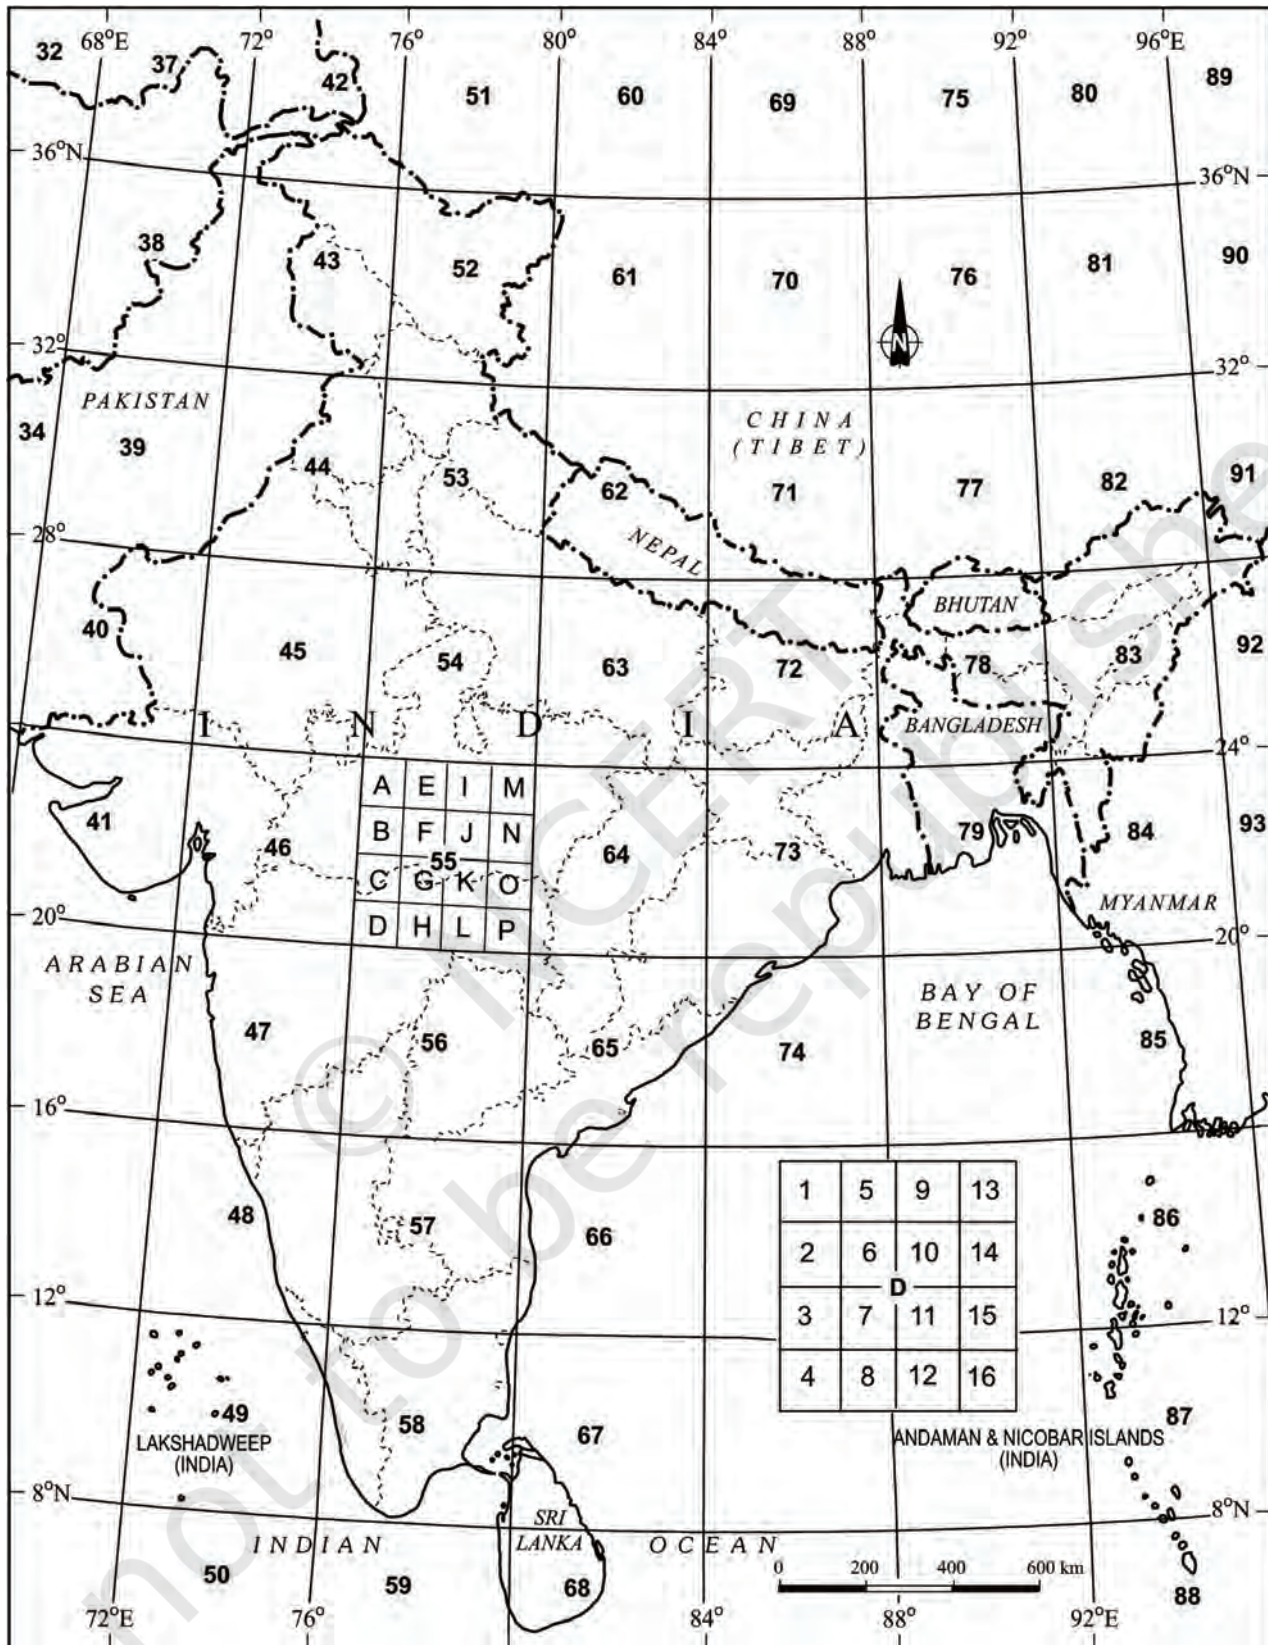 68°E 72° 76° 80° 84° 88° 92° 96°E
32 37 42 51 60 69 75 80 89
36°N 36°N
38 43 52 61 70 76 81 90
32° 32°
PAKISTAN
CHINA
(TIBET)
34 39 44 53 62 71 77 82 91
28° 28°
NEPAL
BHUTAN
40 45 54 63 72 78 83 92
I N D I A
BANGLADESH
24°
A E I M
B F J N
55
C G K O
D H L P
41 46 64 73 79 84 93
MYANMAR
20° 20°
ARABIAN
SEA
BAY OF
BENGAL
47 56 65 74 85
16°
1 5 9 13
2 6 10 14
D
3 7 11 15
4 8 12 16
48 57 66 86
12° 12°
49 58 67 87
LAKSHADWEEP
(INDIA)
ANDAMAN & NICOBAR ISLANDS
(INDIA)
8°N 8°N
SRI
LANKA
INDIAN OCEAN
0 200 400 600 km
50 59 68 88
72°E 76° 84° 88° 92°E
© NCERT
not to be republishe